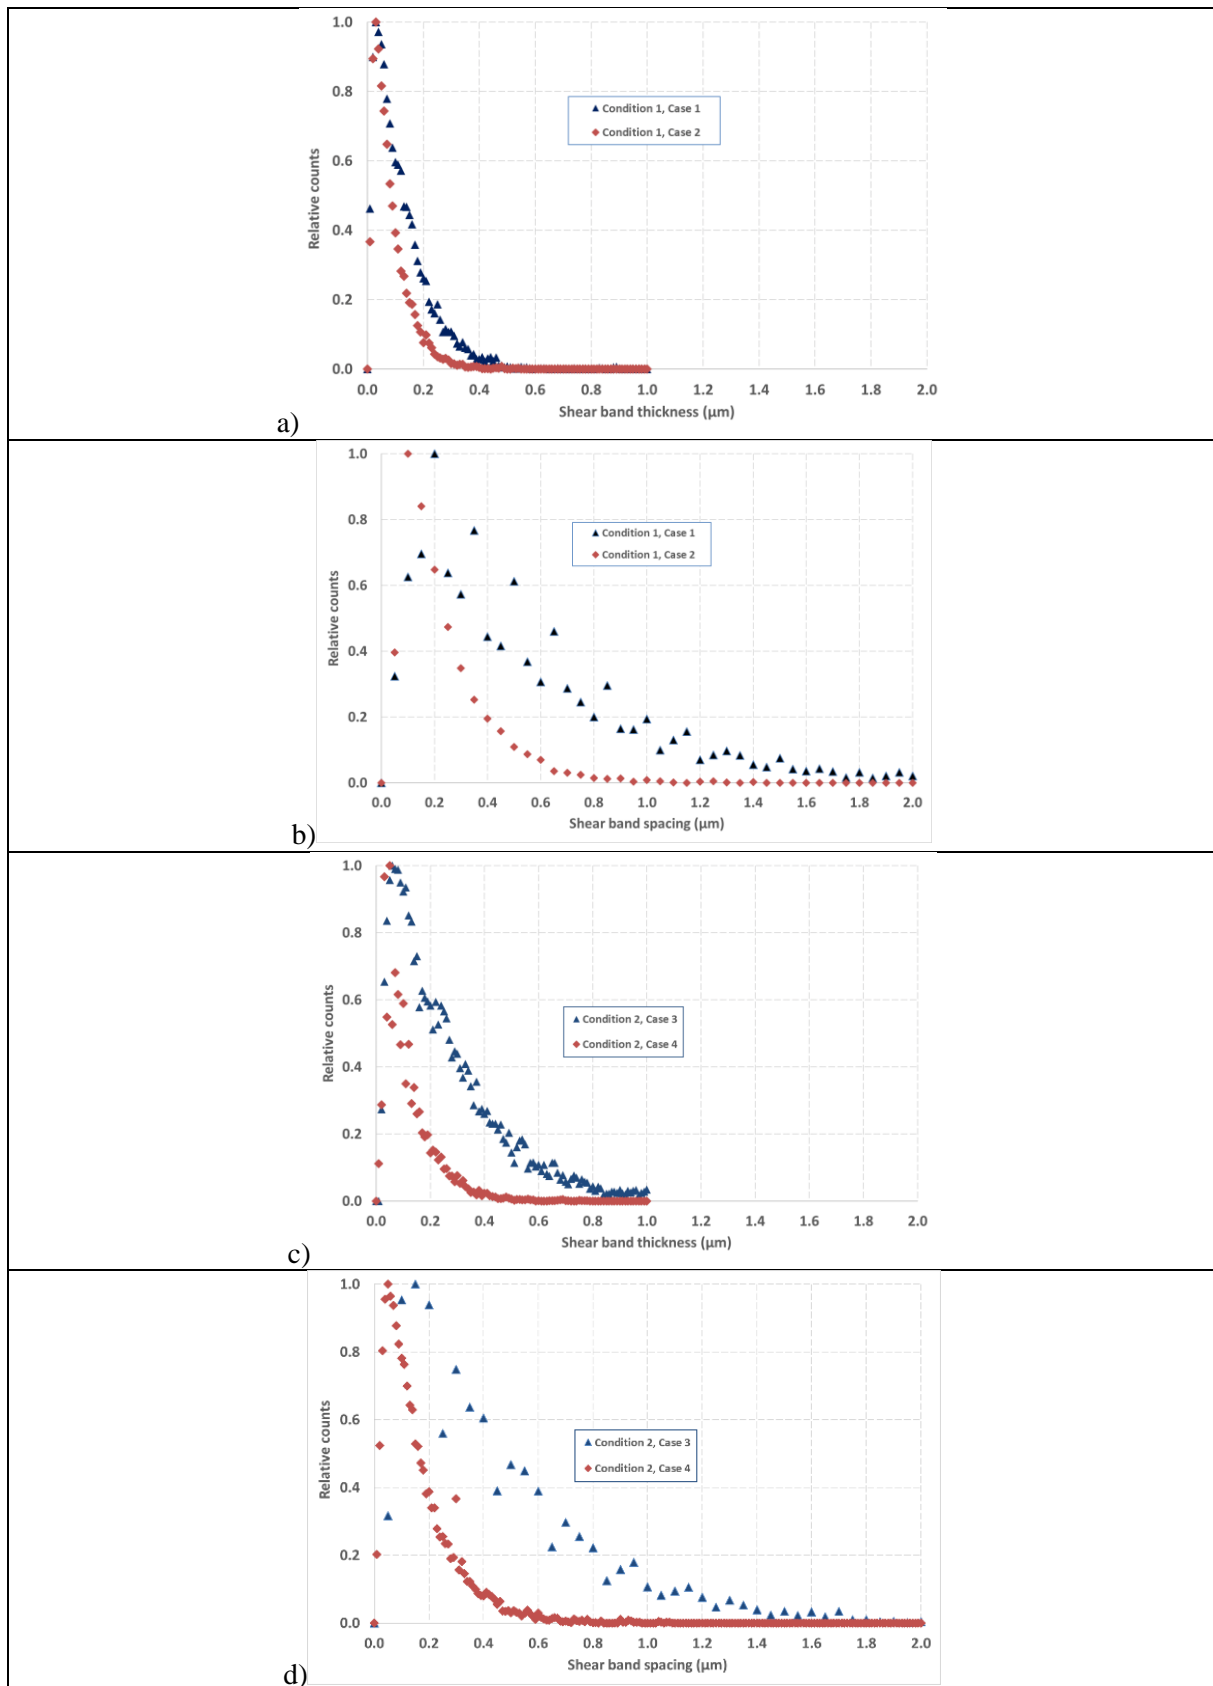 1.0
0.8
0.6
0.4
0.2
0.0
Relative counts
Condition 1, Case 1
Condition 1, Case 2
0.0 0.2 0.4 0.6 0.8 1.0 1.2 1.4 1.6 1.8 2.0
Shear band thickness (μm)
a)
1.0
0.8
0.6
0.4
0.2
0.0
Relative counts
Condition 1, Case 1
Condition 1, Case 2
0.0 0.2 0.4 0.6 0.8 1.0 1.2 1.4 1.6 1.8 2.0
Shear band spacing (μm)
b)
1.0
0.8
0.6
0.4
0.2
0.0
Relative counts
Condition 2, Case 3
Condition 2, Case 4
0.0 0.2 0.4 0.6 0.8 1.0 1.2 1.4 1.6 1.8 2.0
Shear band thickness (μm)
c)
1.0
0.8
0.6
0.4
0.2
0.0
Relative counts
Condition 2, Case 3
Condition 2, Case 4
0.0 0.2 0.4 0.6 0.8 1.0 1.2 1.4 1.6 1.8 2.0
Shear band spacing (μm)
d)